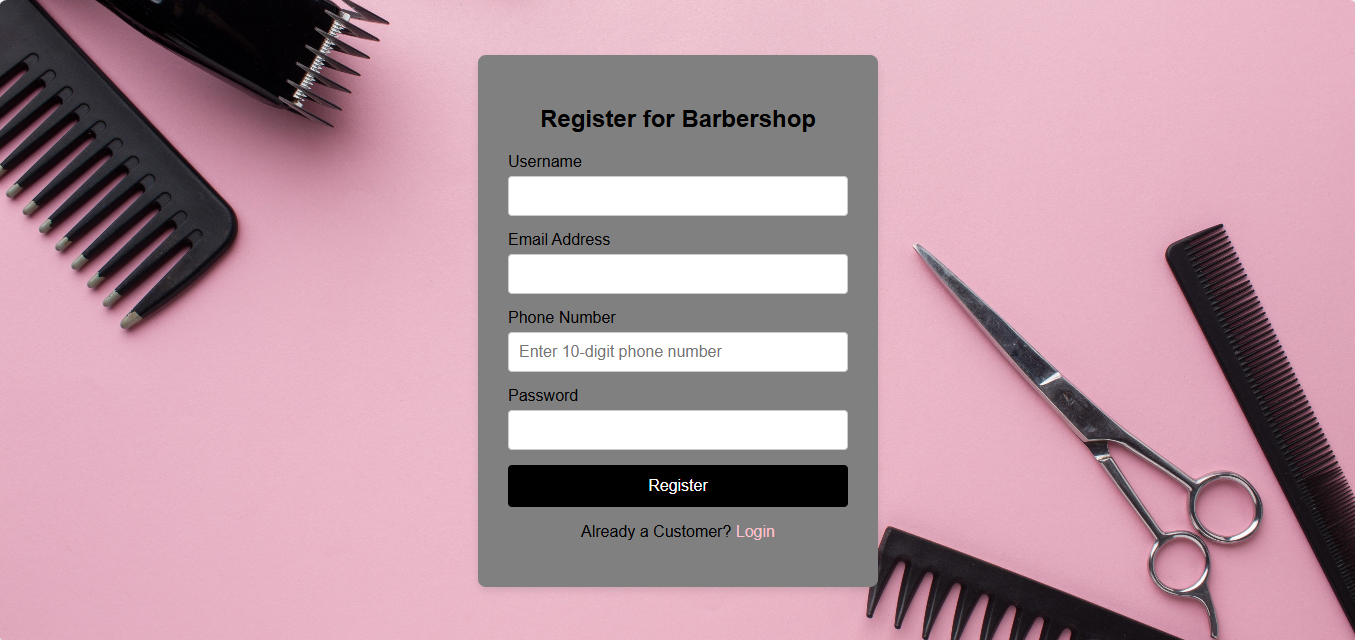 Register for Barbershop
Username
Email Address
Phone Number
Enter 10-digit phone number
Password
Register
Already a Customer? Login